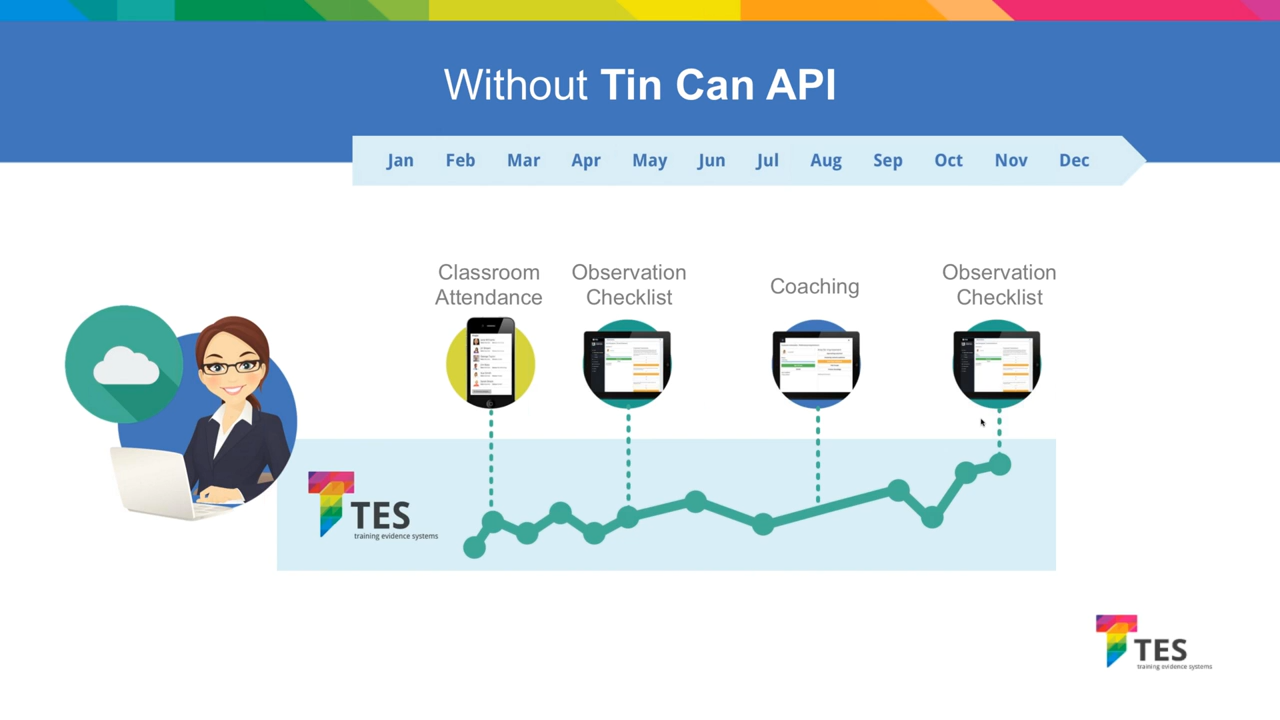 Without Tin Can API
Jan Feb Mar Apr May Jun Jul Aug Sep Oct Nov Dec
Classroom
Attendance
Observation
Checklist
Coaching
Observation
Checklist
TES
training evidence systems
TES
training evidence systems